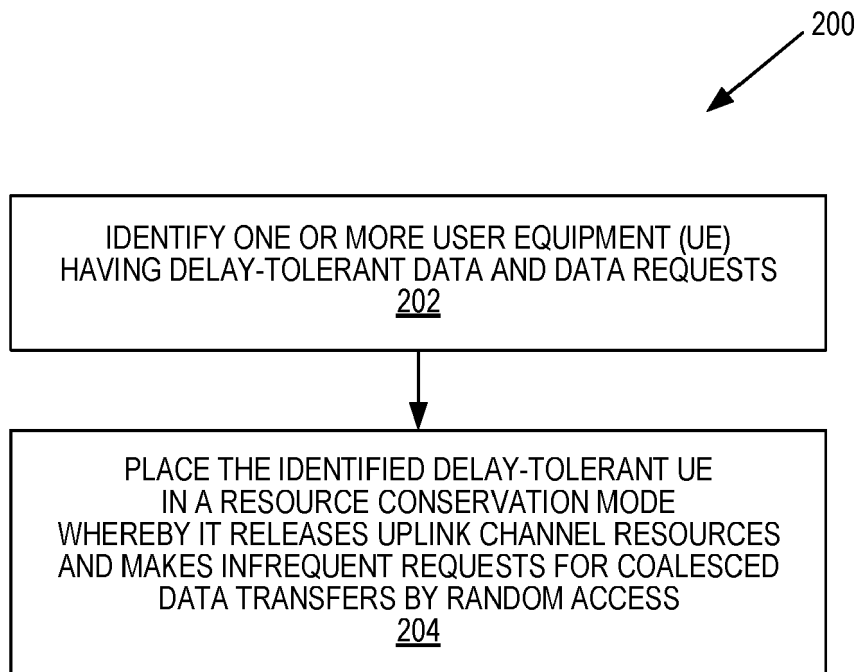 200
IDENTIFY ONE OR MORE USER EQUIPMENT (UE)
HAVING DELAY-TOLERANT DATA AND DATA REQUESTS
202
PLACE THE IDENTIFIED DELAY-TOLERANT UE
IN A RESOURCE CONSERVATION MODE
WHEREBY IT RELEASES UPLINK CHANNEL RESOURCES
AND MAKES INFREQUENT REQUESTS FOR COALESCED
DATA TRANSFERS BY RANDOM ACCESS
204